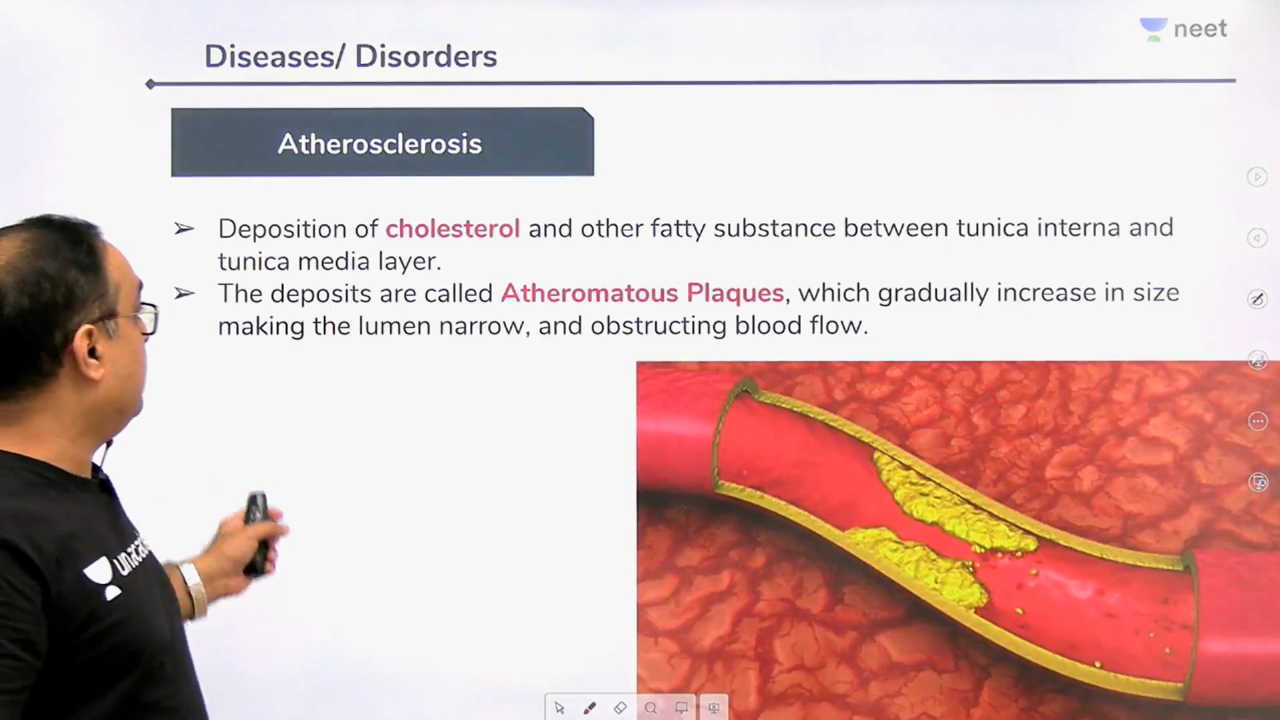 neet
Diseases/ Disorders
Atherosclerosis
➢ Deposition of cholesterol and other fatty substance between tunica interna and
tunica media layer.
➢ The deposits are called Atheromatous Plaques, which gradually increase in size
making the lumen narrow, and obstructing blood flow.